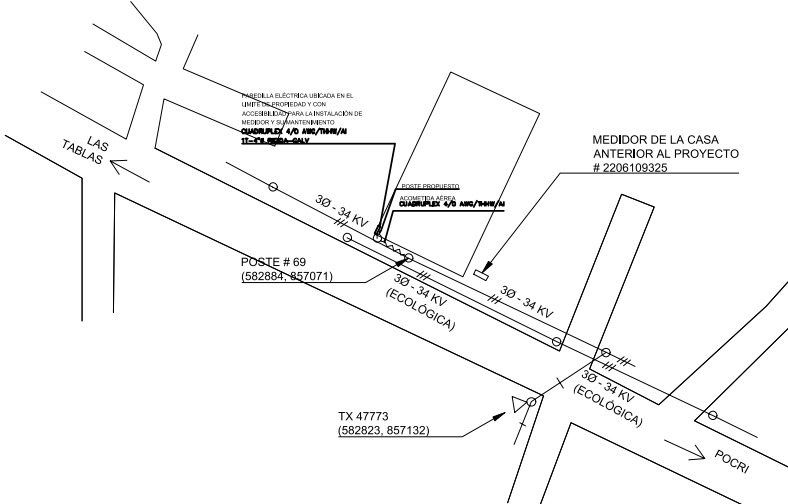 PAREDILLA ELÉCTRICA UBICADA EN EL
LIMITE DE PROPIEDAD Y CON
ACCESIBILIDAD PARA LA INSTALACIÓN DE
MEDIDOR Y SU MANTENIMIENTO
CUADRUPLEX 4/0 AWG/THHW/Al
LAS
TABLAS
MEDIDOR DE LA CASA
ANTERIOR AL PROYECTO
# 2206109325
POSTE PROPUESTO
ACOMETIDA AÉREA
CUADRUPLEX 4/0 AWG/THHW/Al
3Ø - 34 KV
POSTE # 69
(582884, 857071)
3Ø - 34 KV
(ECOLÓGICA)
3Ø - 34 KV
3Ø - 34 KV
(ECOLÓGICA)
TX 47773
(582823, 857132)
POCRI